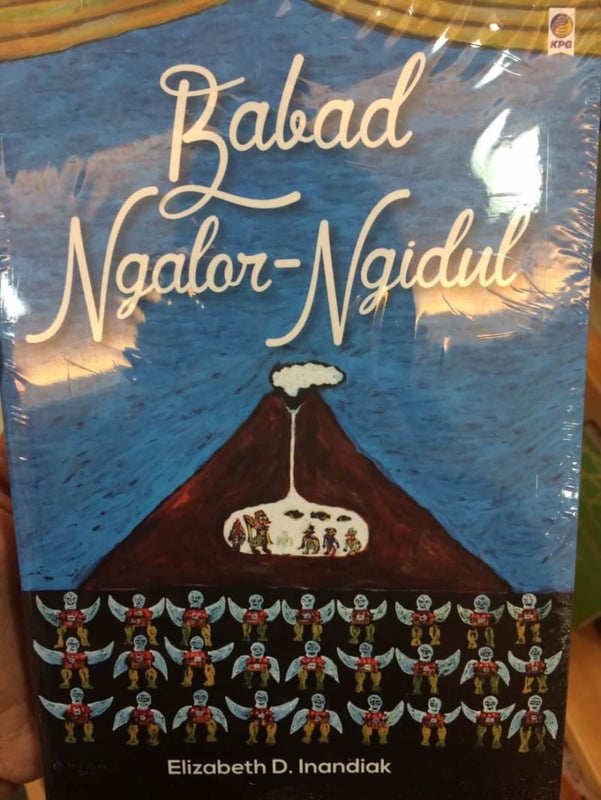 KPG
Babad
Ngalor-Ngidul
Elizabeth D. Inandiak